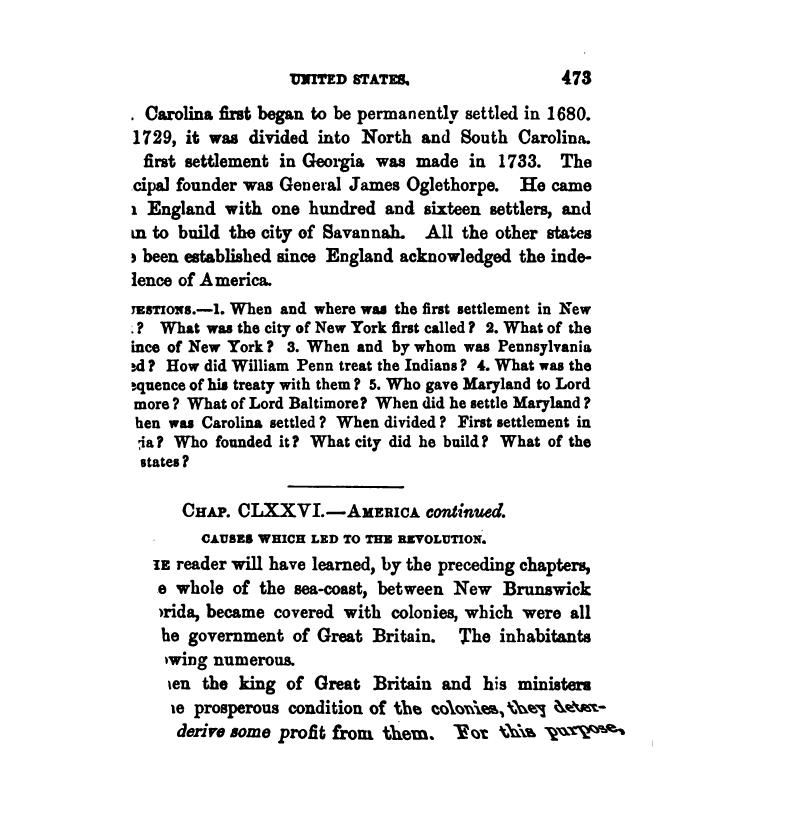 UNITED STATES. 473
. Carolina first began to be permanently settled in 1680.
1729, it was divided into North and South Carolina.
first settlement in Georgia was made in 1733. The
cipal founder was General James Oglethorpe. He came
England with one hundred and sixteen settlers, and
to build the city of Savannah. All the other states
been established since England acknowledged the inde-
lence of America.
ESTIONS.—1. When and where was the first settlement in New
? What was the city of New York first called? 2. What of the
ince of New York? 3. When and by whom was Pennsylvania
ed? How did William Penn treat the Indians? 4. What was the
equence of his treaty with them? 5. Who gave Maryland to Lord
more? What of Lord Baltimore? When did he settle Maryland?
hen was Carolina settled? When divided? First settlement in
ia? Who founded it? What city did he build? What of the
states?
CHAP. CLXXVI.—AMERICA continued.
CAUSES WHICH LED TO THE REVOLUTION.
E reader will have learned, by the preceding chapters,
e whole of the sea-coast, between New Brunswick
rida, became covered with colonies, which were all
he government of Great Britain. The inhabitants
wing numerous.
en the king of Great Britain and his ministers
e prosperous condition of the colonies, they deter-
derive some profit from them. For this purpose,